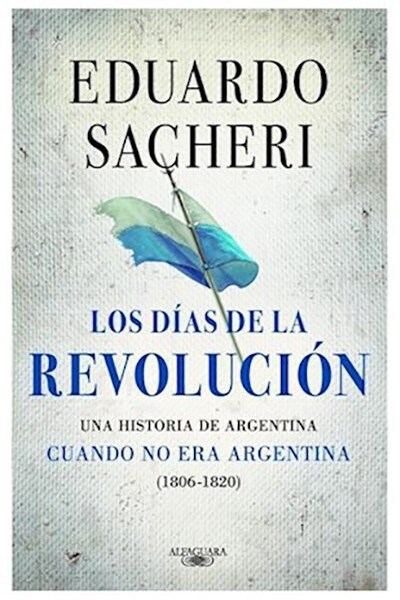 EDUARDO
SACHERI
LOS DÍAS DE LA
REVOLUCIÓN
UNA HISTORIA DE ARGENTINA
CUANDO NO ERA ARGENTINA
(1806-1820)
ALFAGUARA